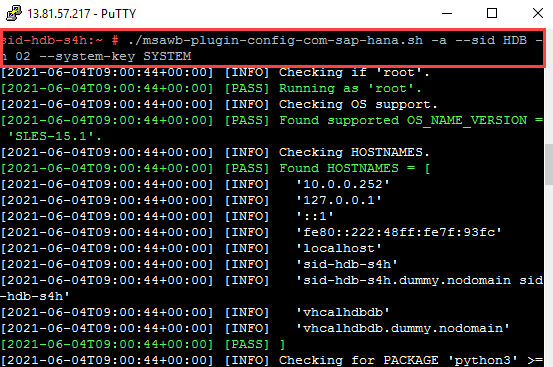 13.81.57.217 - PuTTY
sid-hdb-s4h:~ # ./msawb-plugin-config-com-sap-hana.sh -a --sid HDB -
n 02 --system-key SYSTEM
[2021-06-04T09:00:44+00:00] [INFO] Checking if 'root'.
[2021-06-04T09:00:44+00:00] [PASS] Running as 'root'.
[2021-06-04T09:00:44+00:00] [INFO] Checking OS support.
[2021-06-04T09:00:44+00:00] [PASS] Found supported OS_NAME_VERSION =
 'SLES-15.1'.
[2021-06-04T09:00:44+00:00] [INFO] Checking HOSTNAMES.
[2021-06-04T09:00:44+00:00] [PASS] Found HOSTNAMES = [
[2021-06-04T09:00:44+00:00] [INFO]   '10.0.0.252'
[2021-06-04T09:00:44+00:00] [INFO]   '127.0.0.1'
[2021-06-04T09:00:44+00:00] [INFO]   '::1'
[2021-06-04T09:00:44+00:00] [INFO]   'fe80::222:48ff:fe7f:93fc'
[2021-06-04T09:00:44+00:00] [INFO]   'localhost'
[2021-06-04T09:00:44+00:00] [INFO]   'sid-hdb-s4h'
[2021-06-04T09:00:44+00:00] [INFO]   'sid-hdb-s4h.dummy.nodomain sid
-hdb-s4h'
[2021-06-04T09:00:44+00:00] [INFO]   'vhcalhdbdb'
[2021-06-04T09:00:44+00:00] [INFO]   'vhcalhdbdb.dummy.nodomain'
[2021-06-04T09:00:44+00:00] [PASS] ]
[2021-06-04T09:00:44+00:00] [INFO] Checking for PACKAGE 'python3' >=